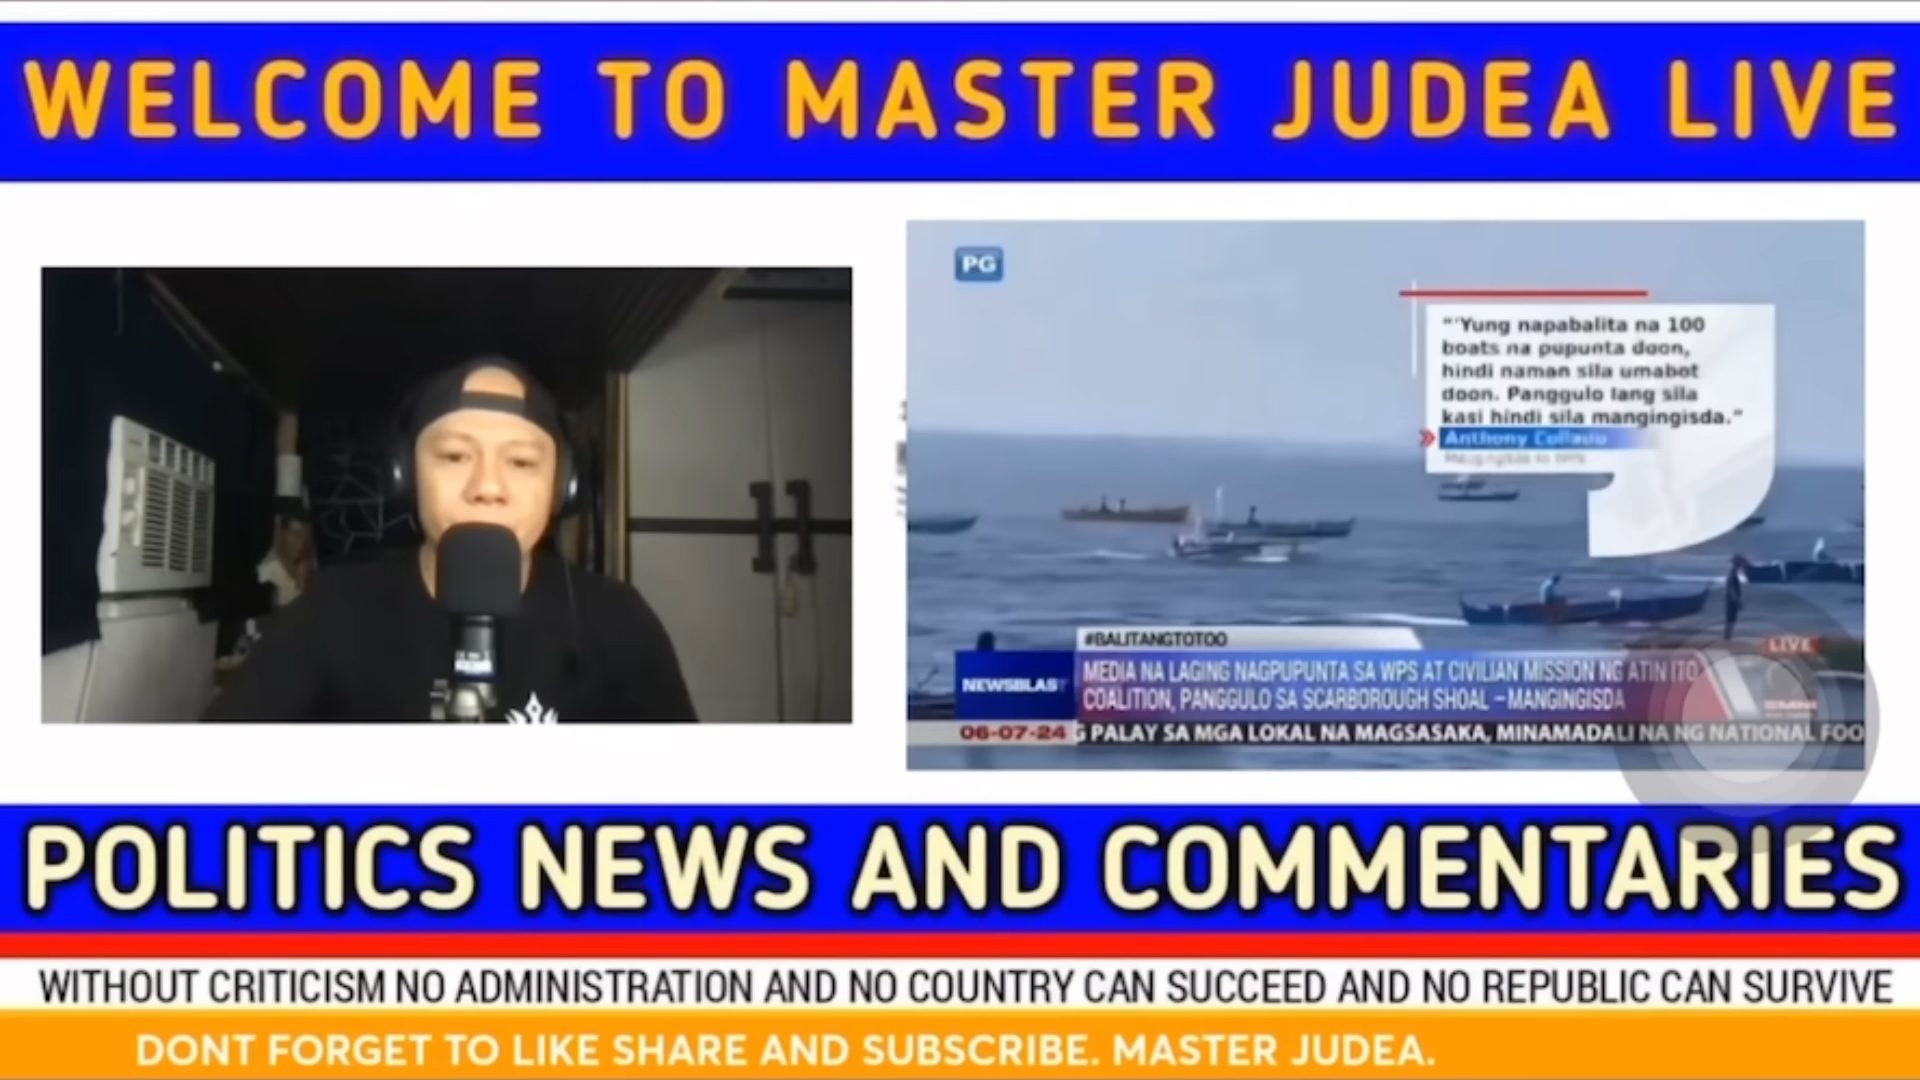 WELCOME TO MASTER JUDEA LIVE
PG
“‘Yung napabalita na 100
boats na pupunta doon,
hindi naman sila umabot
doon. Panggulo lang sila
kasi hindi sila mangingisda.”
Anthony
#BALITANGTOTOO
LIVE
NEWSBLAST
MEDIA NA LAGING NAGPUPUNTA SA WPS AT CIVILIAN MISSION NG ATIN ITO
COALITION, PANGGULO SA SCARBOROUGH SHOAL – MANGINGISDA
06-07-24
G PALAY SA MGA LOKAL NA MAGSASAKA, MINAMADALI NA NG NATIONAL FOO
POLITICS NEWS AND COMMENTARIES
WITHOUT CRITICISM NO ADMINISTRATION AND NO COUNTRY CAN SUCCEED AND NO REPUBLIC CAN SURVIVE
DONT FORGET TO LIKE SHARE AND SUBSCRIBE. MASTER JUDEA.